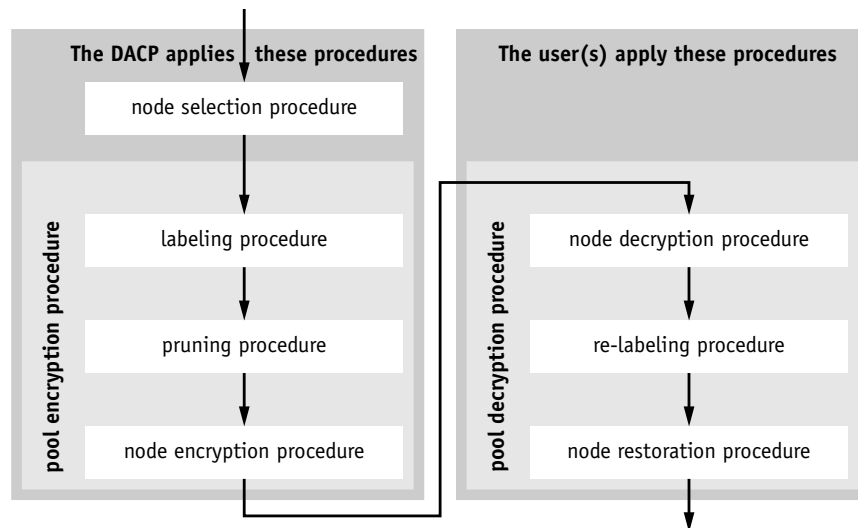 The DACP applies these procedures
node selection procedure
pool encryption procedure
labeling procedure
pruning procedure
node encryption procedure
The user(s) apply these procedures
pool decryption procedure
node decryption procedure
re-labeling procedure
node restoration procedure